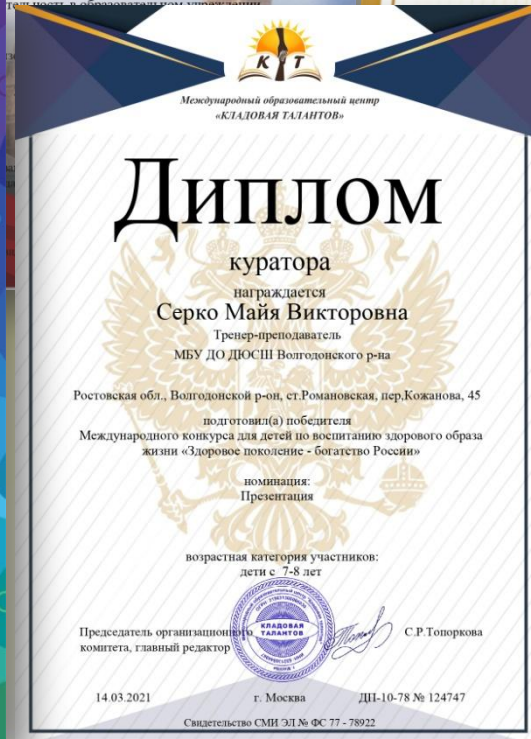 тельность в образовательном учреждении
К Т
Международный образовательный центр
«КЛАДОВАЯ ТАЛАНТОВ»
Диплом
куратора
награждается
Серко Майя Викторовна
Тренер-преподаватель
МБУ ДО ДЮСШ Волгодонского р-на
Ростовская обл., Волгодонской р-он, ст.Романовская, пер.Кожанова, 45
подготовил(а) победителя
Международного конкурса для детей по воспитанию здорового образа
жизни «Здоровое поколение - богатство России»
номинация:
Презентация
возрастная категория участников:
дети с 7-8 лет
КЛАДОВАЯ
ТАЛАНТОВ
Председатель организационного
комитета, главный редактор
С.Р.Топоркова
14.03.2021 г. Москва ДП-10-78 № 124747
Свидетельство СМИ ЭЛ № ФС 77 - 78922